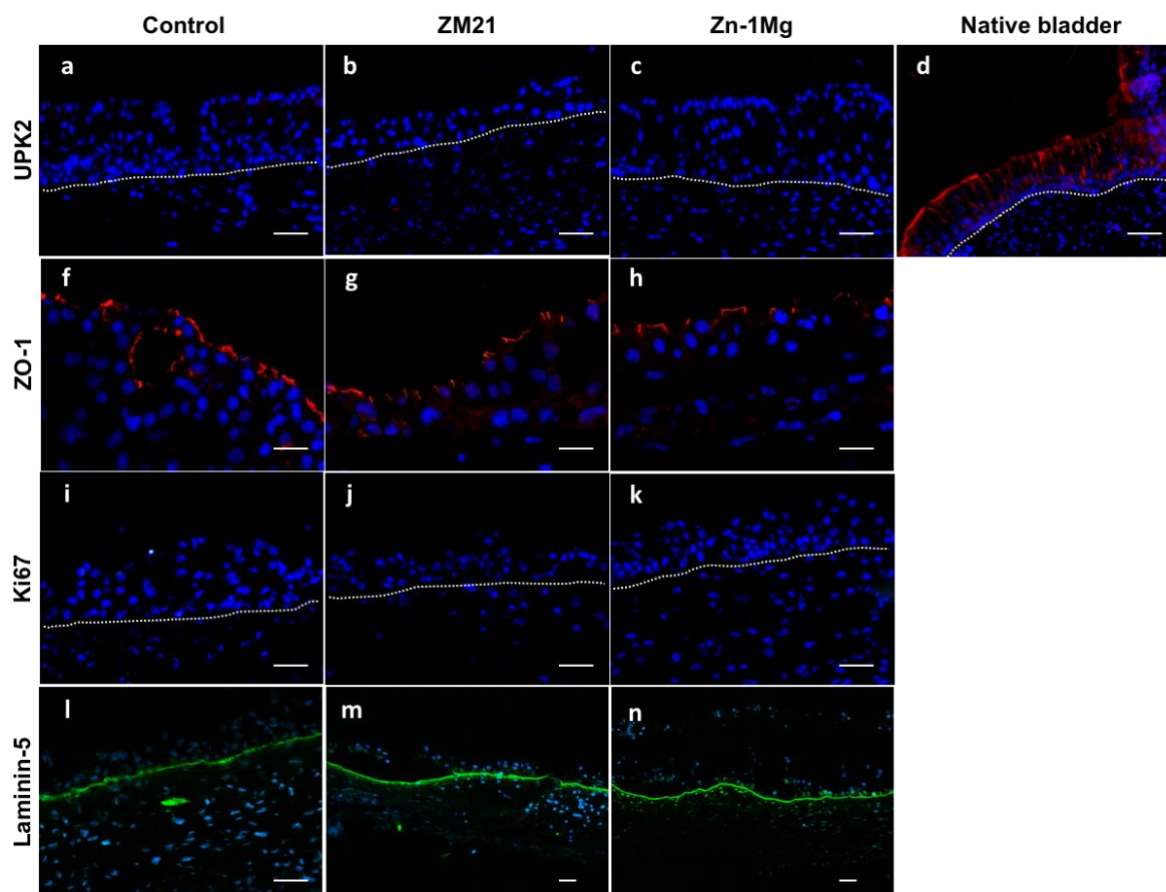 Control ZM21 Zn-1Mg Native bladder
UPK2 a b c d
ZO-1 f g h
Ki67 i j k
Laminin-5 l m n